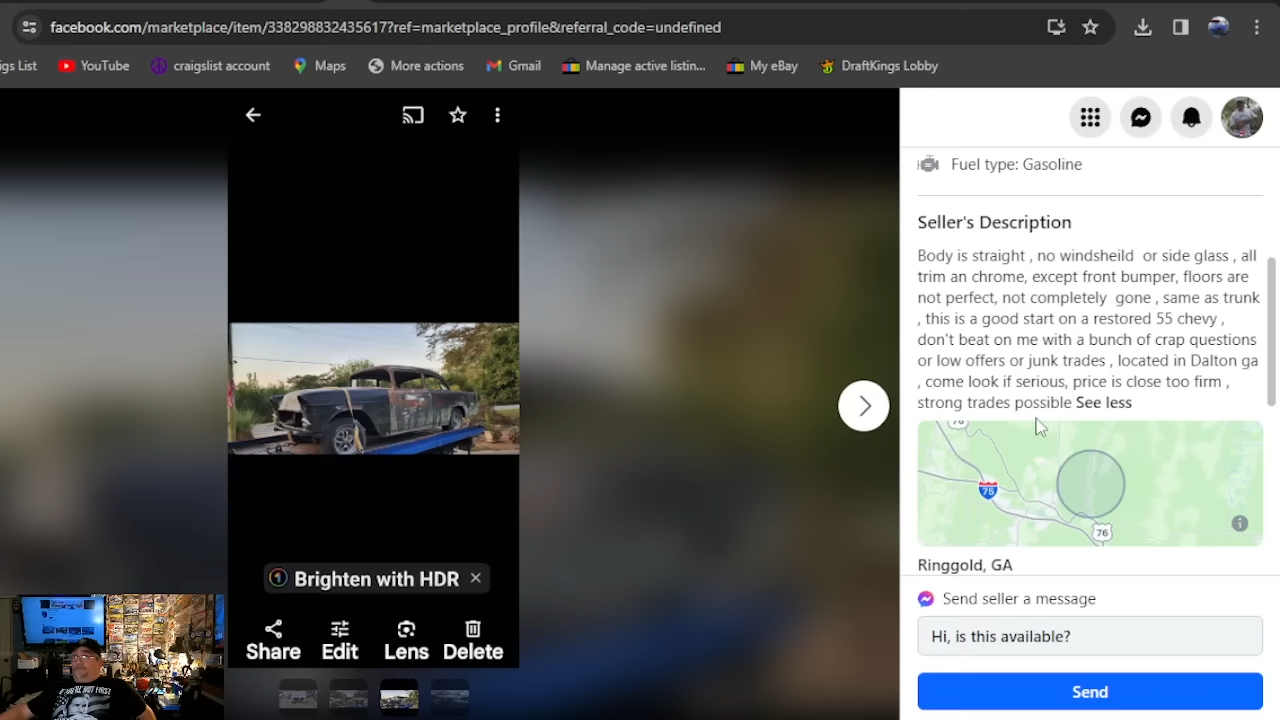 facebook.com/marketplace/item/338298832435617?ref=marketplace_profile&referral_code=undefined
igs List YouTube craigslist account Maps More actions Gmail Manage active listin... My eBay DraftKings Lobby
Fuel type: Gasoline
Seller's Description
Body is straight , no windsheild or side glass , all
trim an chrome, except front bumper, floors are
not perfect, not completely gone , same as trunk
, this is a good start on a restored 55 chevy ,
don't beat on me with a bunch of crap questions
or low offers or junk trades , located in Dalton ga
, come look if serious, price is close too firm ,
strong trades possible See less
76
75
76
Ringgold, GA
Send seller a message
Hi, is this available?
Send
Brighten with HDR
Share Edit Lens Delete